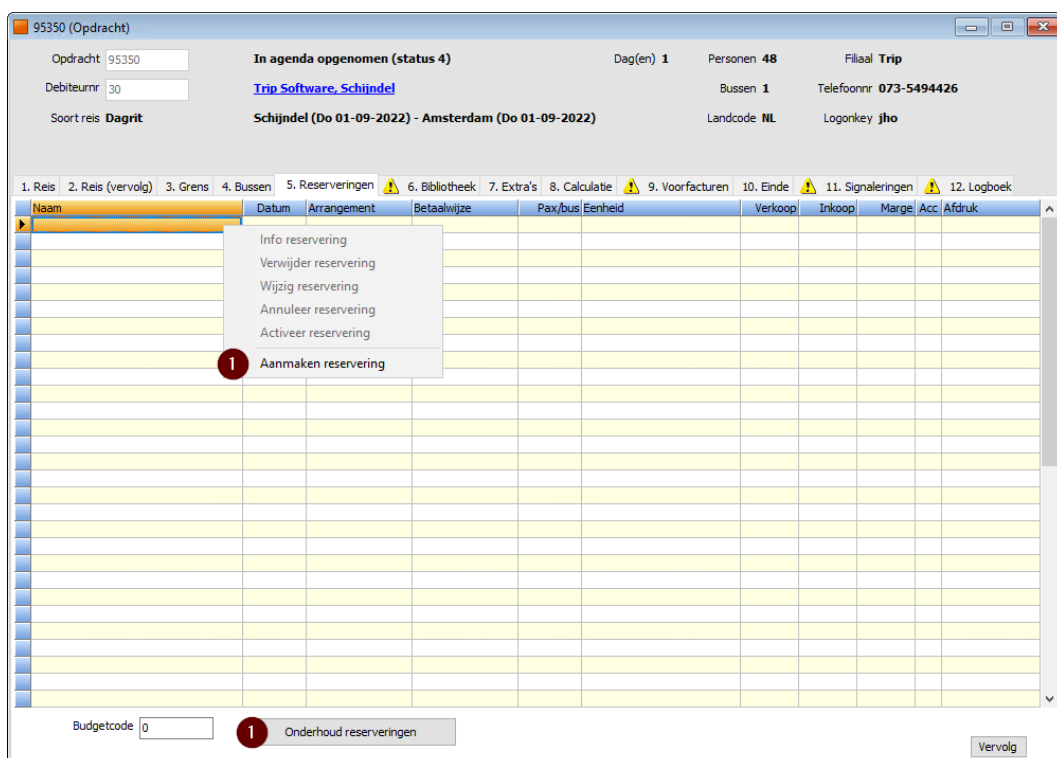 95350 (Opdracht)
Opdracht 95350 In agenda opgenomen (status 4) Dag(en) 1 Personen 48 Filiaal Trip
Debiteurnr 30 Trip Software, Schijndel Bussen 1 Telefoonnr 073-5494426
Soort reis Dagrit Schijndel (Do 01-09-2022) - Amsterdam (Do 01-09-2022) Landcode NL Logonkey jho
1. Reis 2. Reis (vervolg) 3. Grens 4. Bussen 5. Reserveringen 6. Bibliotheek 7. Extra's 8. Calculatie 9. Voorfacturen 10. Einde 11. Signaleringen 12. Logboek
Naam Datum Arrangement Betaalwijze Pax/bus Eenheid Verkoop Inkoop Marge Acc Afdruk
Info reservering
Verwijder reservering
Wijzig reservering
Annuleer reservering
Activeer reservering
1 Aanmaken reservering
Budgetcode 0 1 Onderhoud reserveringen
Vervolg